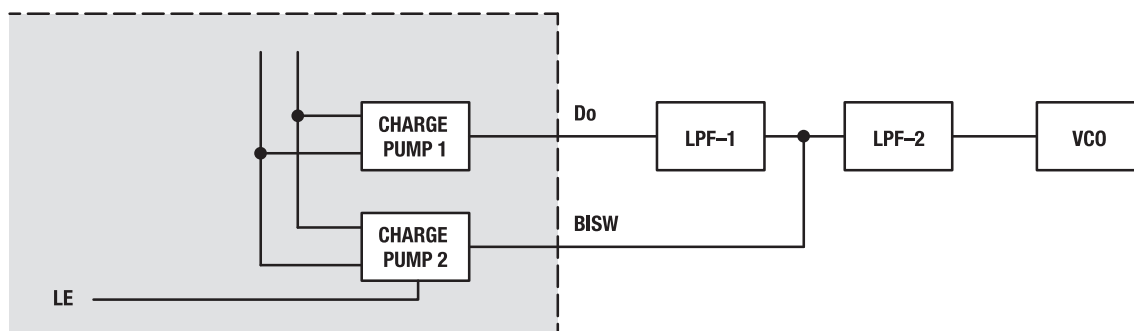 Do
CHARGE
PUMP 1
LPF–1
LPF–2
VCO
BISW
CHARGE
PUMP 2
LE